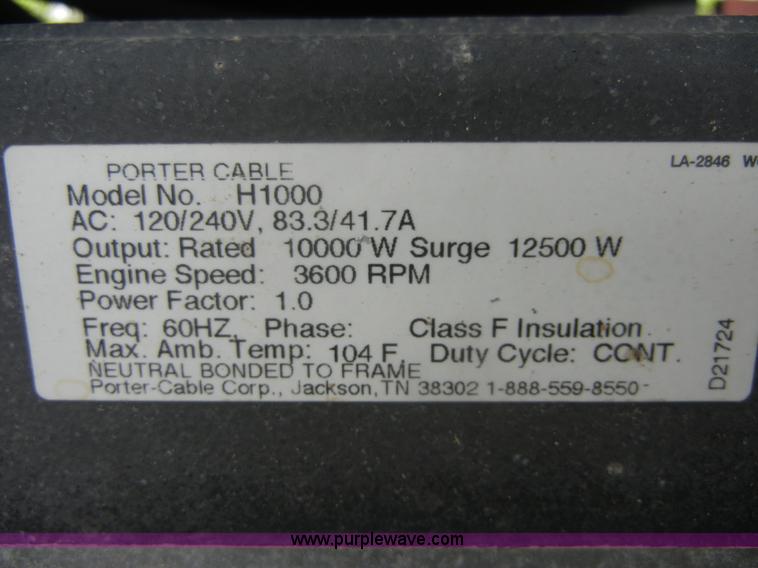 PORTER CABLE
LA-2846
Model No. H1000
AC: 120/240V, 83.3/41.7A
Output: Rated 10000 W Surge 12500 W
Engine Speed: 3600 RPM
Power Factor: 1.0
Freq: 60HZ Phase: Class F Insulation
Max. Amb. Temp: 104 F Duty Cycle: CONT.
NEUTRAL BONDED TO FRAME
Porter-Cable Corp., Jackson,TN 38302 1-888-559-8550
D21724
www.purplewave.com